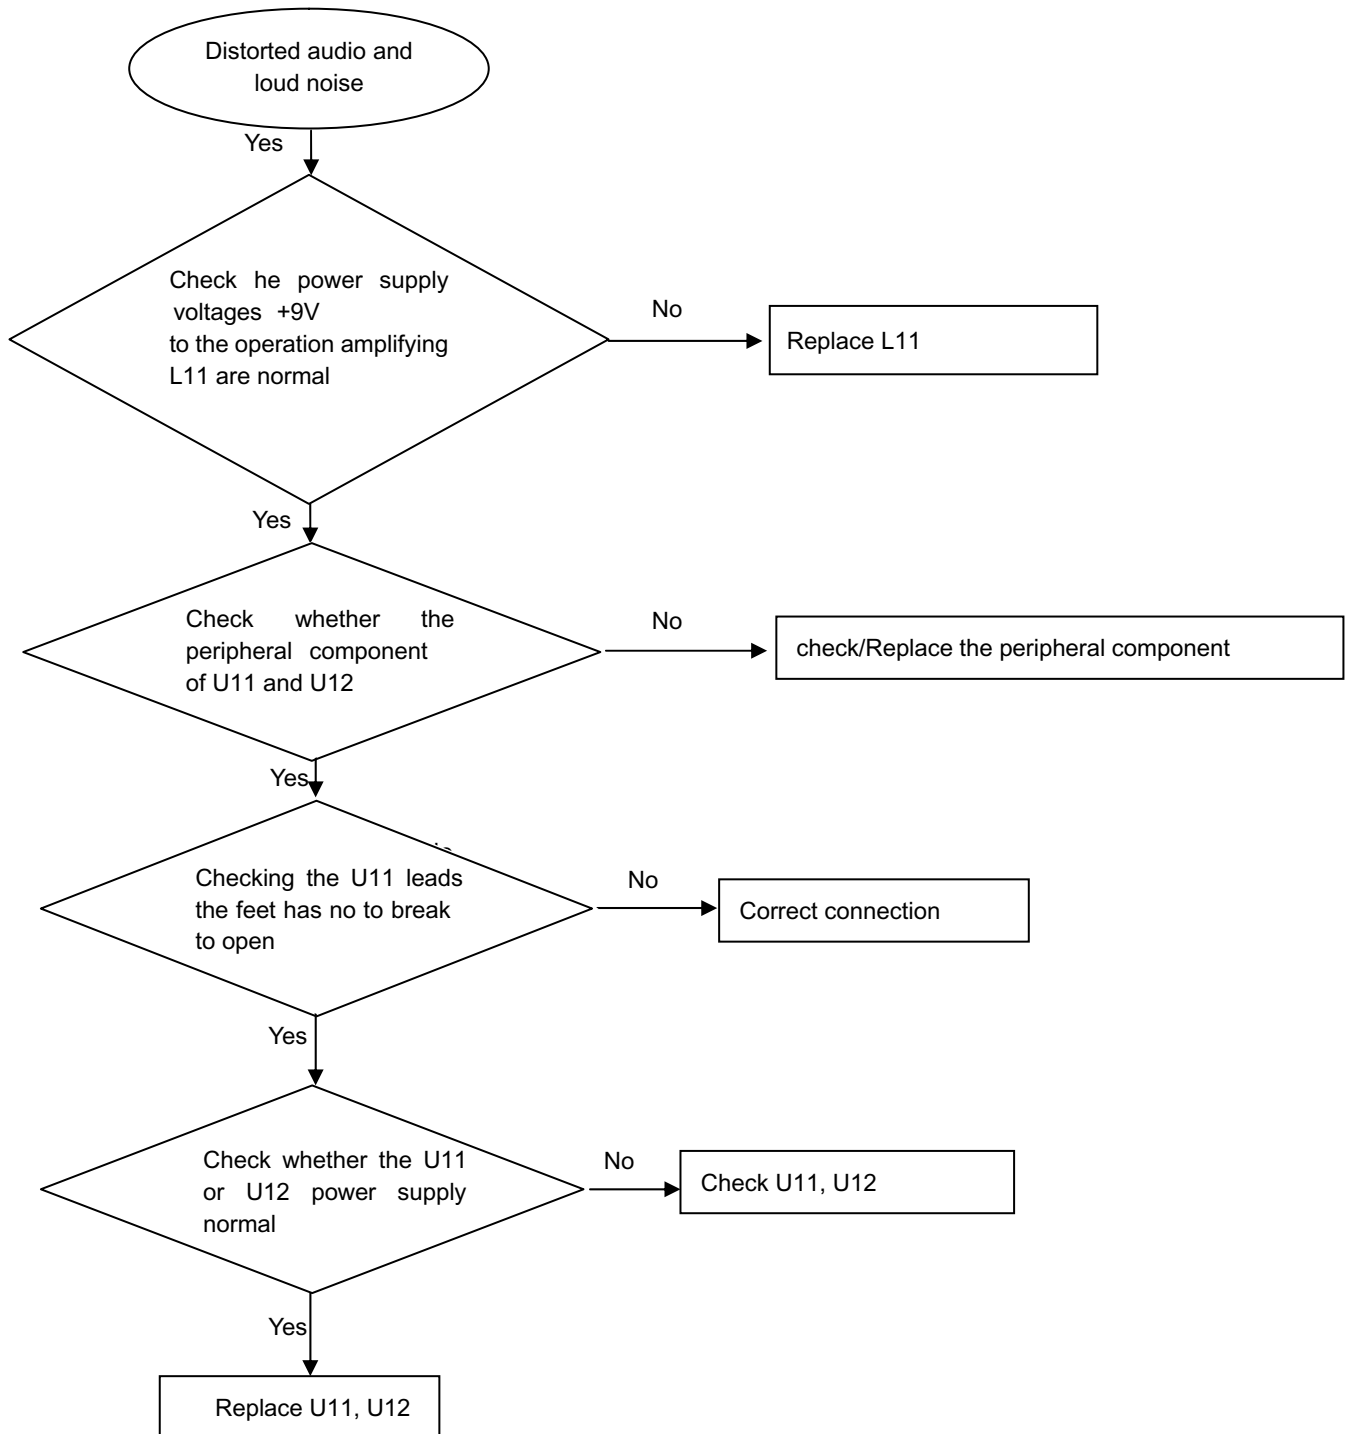 Distorted audio and
loud noise
Yes
Check he power supply
voltages +9V
to the operation amplifying
L11 are normal
No
Replace L11
Yes
Check whether the
peripheral component
of U11 and U12
No
check/Replace the peripheral component
Yes
Checking the U11 leads
the feet has no to break
to open
No
Correct connection
Yes
Check whether the U11
or U12 power supply
normal
No
Check U11, U12
Yes
Replace U11, U12